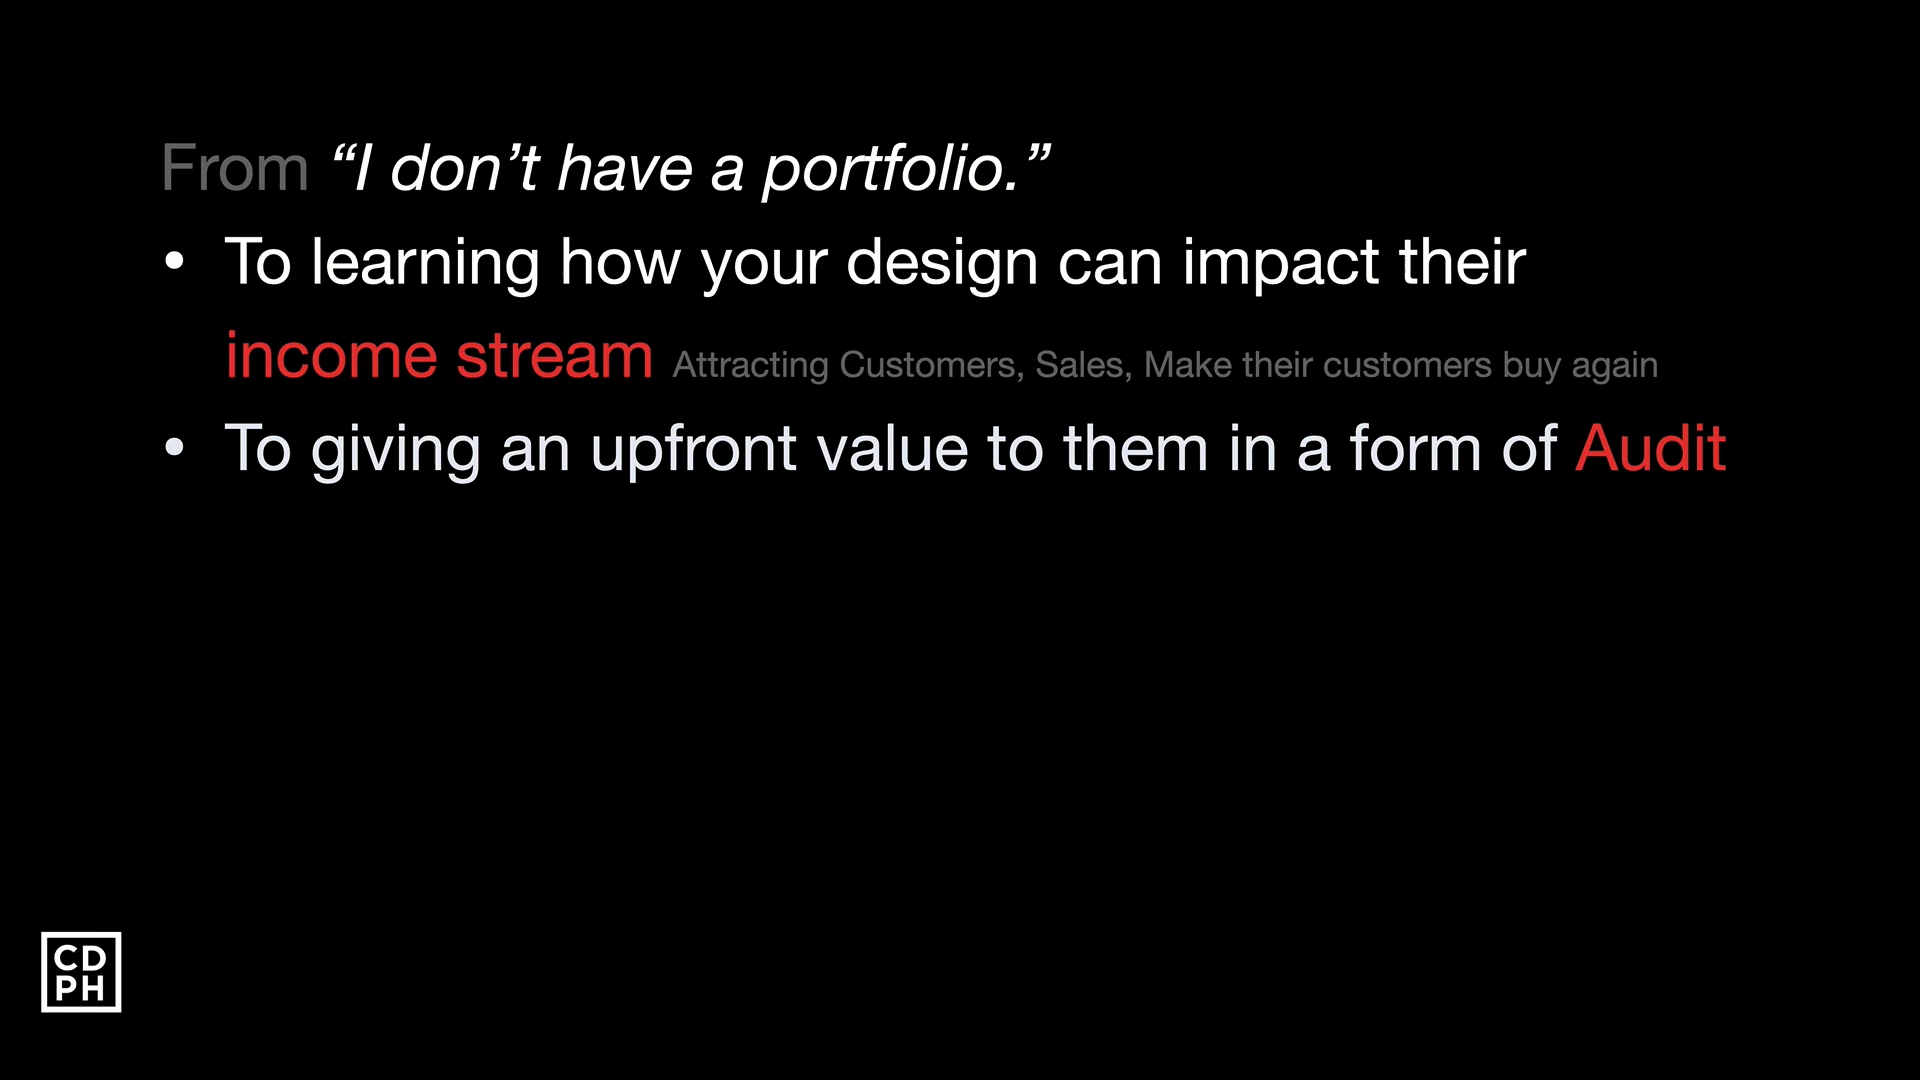 From “I don’t have a portfolio.”
• To learning how your design can impact their
income stream Attracting Customers, Sales, Make their customers buy again
• To giving an upfront value to them in a form of Audit
CD
PH